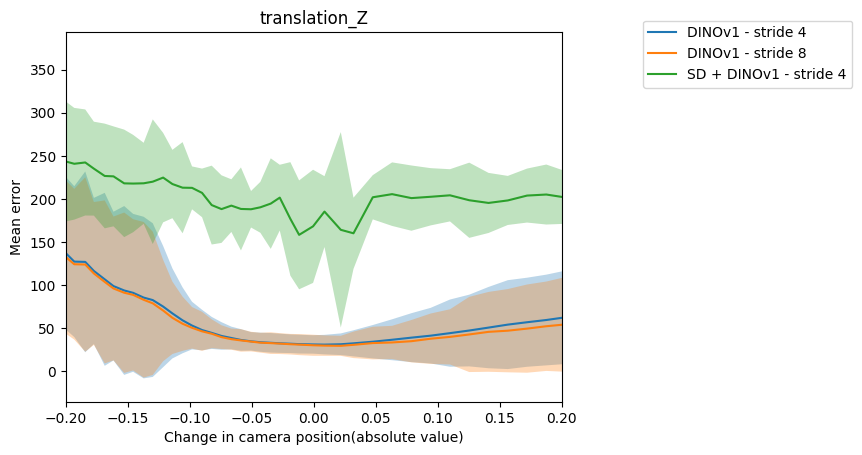 translation_Z
DINOv1 - stride 4
DINOv1 - stride 8
SD + DINOv1 - stride 4
Mean error
350
300
250
200
150
100
50
0
−0.20
−0.15
−0.10
−0.05
0.00
0.05
0.10
0.15
0.20
Change in camera position(absolute value)